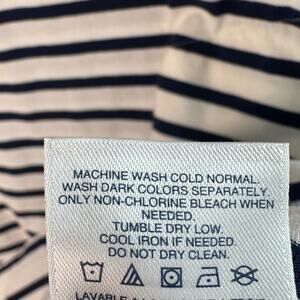 MACHINE WASH COLD NORMAL.
WASH DARK COLORS SEPARATELY.
ONLY NON-CHLORINE BLEACH WHEN
NEEDED.
TUMBLE DRY LOW.
COOL IRON IF NEEDED.
DO NOT DRY CLEAN.
LAVABLE